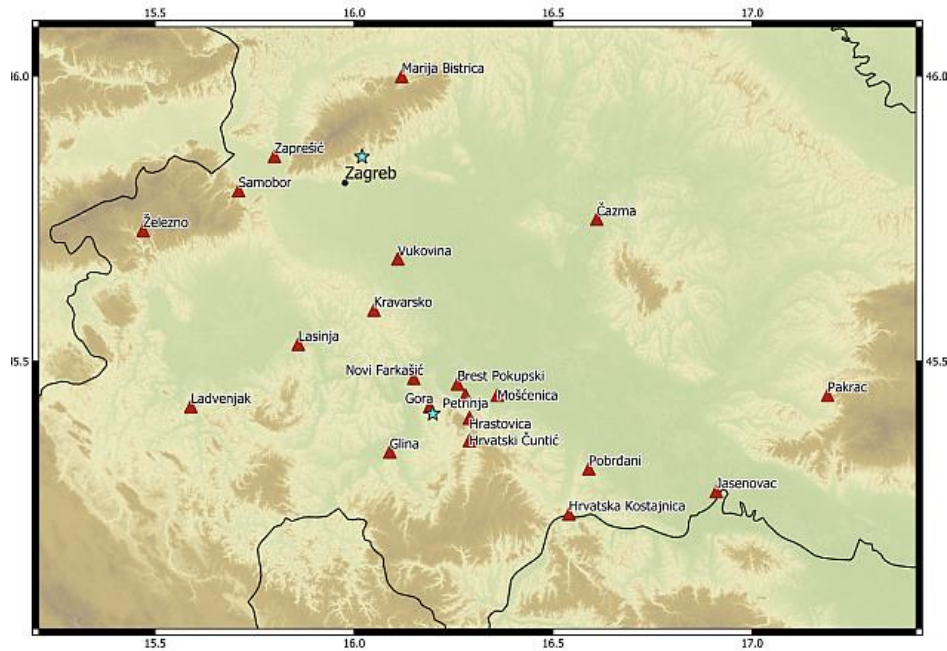 15.5 16.0 16.5 17.0
46.0 46.0
Marija Bistrica
Zaprešić
Zagreb
Samobor
Železno
Čazma
Vukovina
Kravarsko
Lasinja
45.5 45.5
Novi Farkašić
Brest Pokupski
Pakrac
Ladvenjak
Gora
Petrinja
Mošćenica
Hrastovica
Glina
Hrvatski Čuntić
Pobrđani
Jasenovac
Hrvatska Kostajnica
15.5 16.0 16.5 17.0